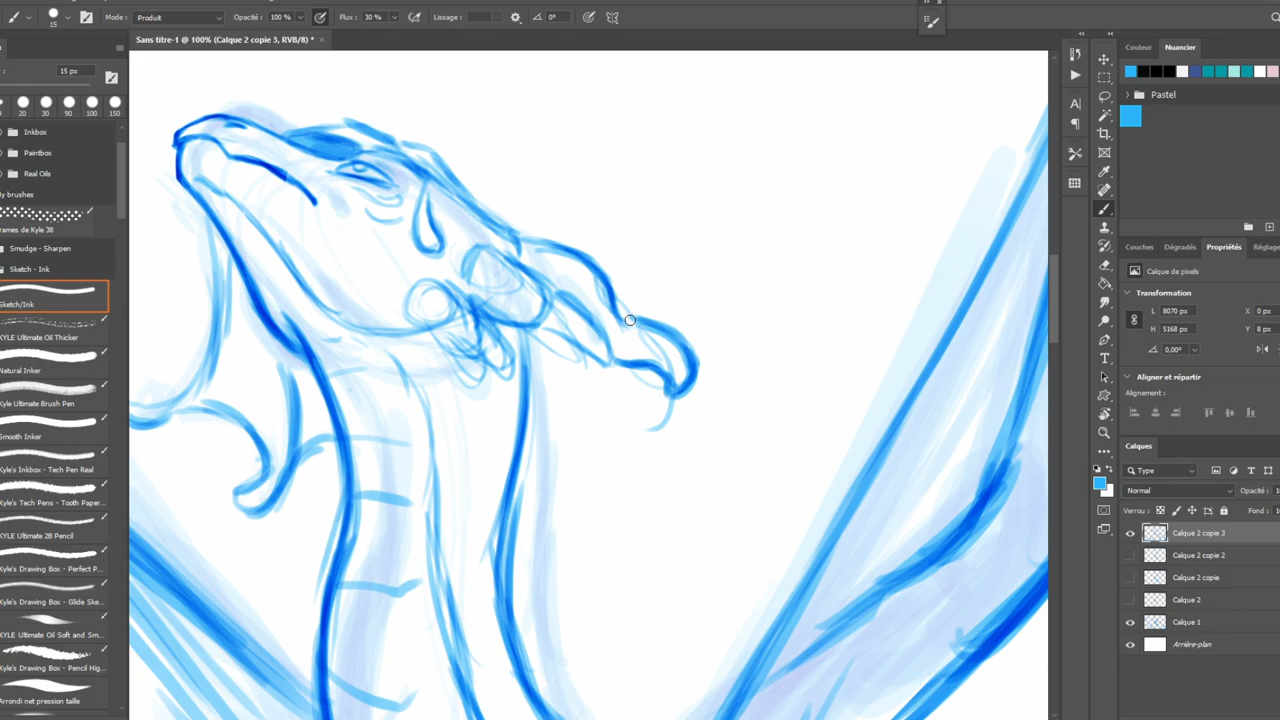 15
Mode : Produit
Opacité : 100 %
Flux : 30 %
Lissage :
0°
Sans titre-1 @ 100% (Calque 2 copie 3, RVB/8) *
15 px
20 30 90 100 150
Inkbox
Paintbox
Real Oils
y brushes
rames de Kyle 38
Smudge - Sharpen
Sketch - Ink
Sketch/Ink
KYLE Ultimate Oil Thicker
Natural Inker
Kyle Ultimate Brush Pen
Smooth Inker
Kyle's Inkbox - Tech Pen Real
Kyle's Tech Pens - Tooth Paper...
KYLE Ultimate 2B Pencil
Kyle's Drawing Box - Perfect P...
Kyle's Drawing Box - Glide Ske...
KYLE Ultimate Oil Soft and Sm...
Kyle's Drawing Box - Pencil Hig...
Arrondi net pression taille
Couleur Nuancier
Pastel
Couches Dégradés Propriétés Réglage
Calque de pixels
Transformation
L 8070 px X 0 px
H 5168 px Y 8 px
0,00°
Aligner et répartir
Alignement :
Calques
Type
Normal Opacité : 1
Verrou : Fond : 1
Calque 2 copie 3
Calque 2 copie 2
Calque 2 copie
Calque 2
Calque 1
Arrière-plan